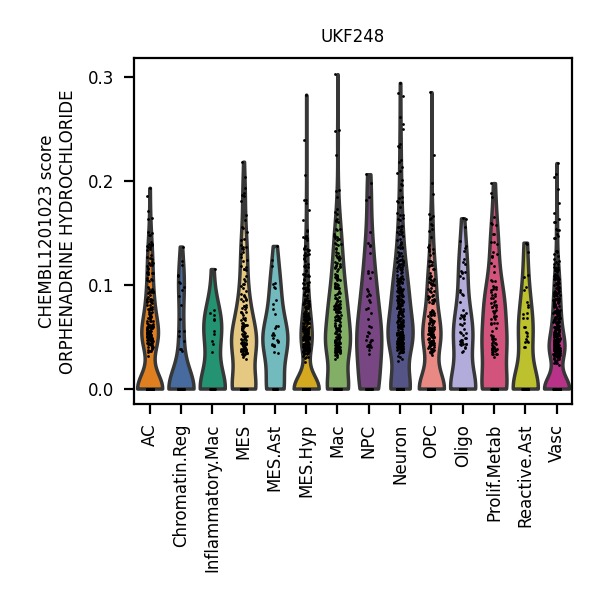 UKF248
CHEMBL1201023 score
ORPHENADRINE HYDROCHLORIDE
0.3
0.2
0.1
0.0
AC
Chromatin.Reg
Inflammatory.Mac
MES
MES.Ast
MES.Hyp
Mac
NPC
Neuron
OPC
Oligo
Prolif.Metab
Reactive.Ast
Vasc